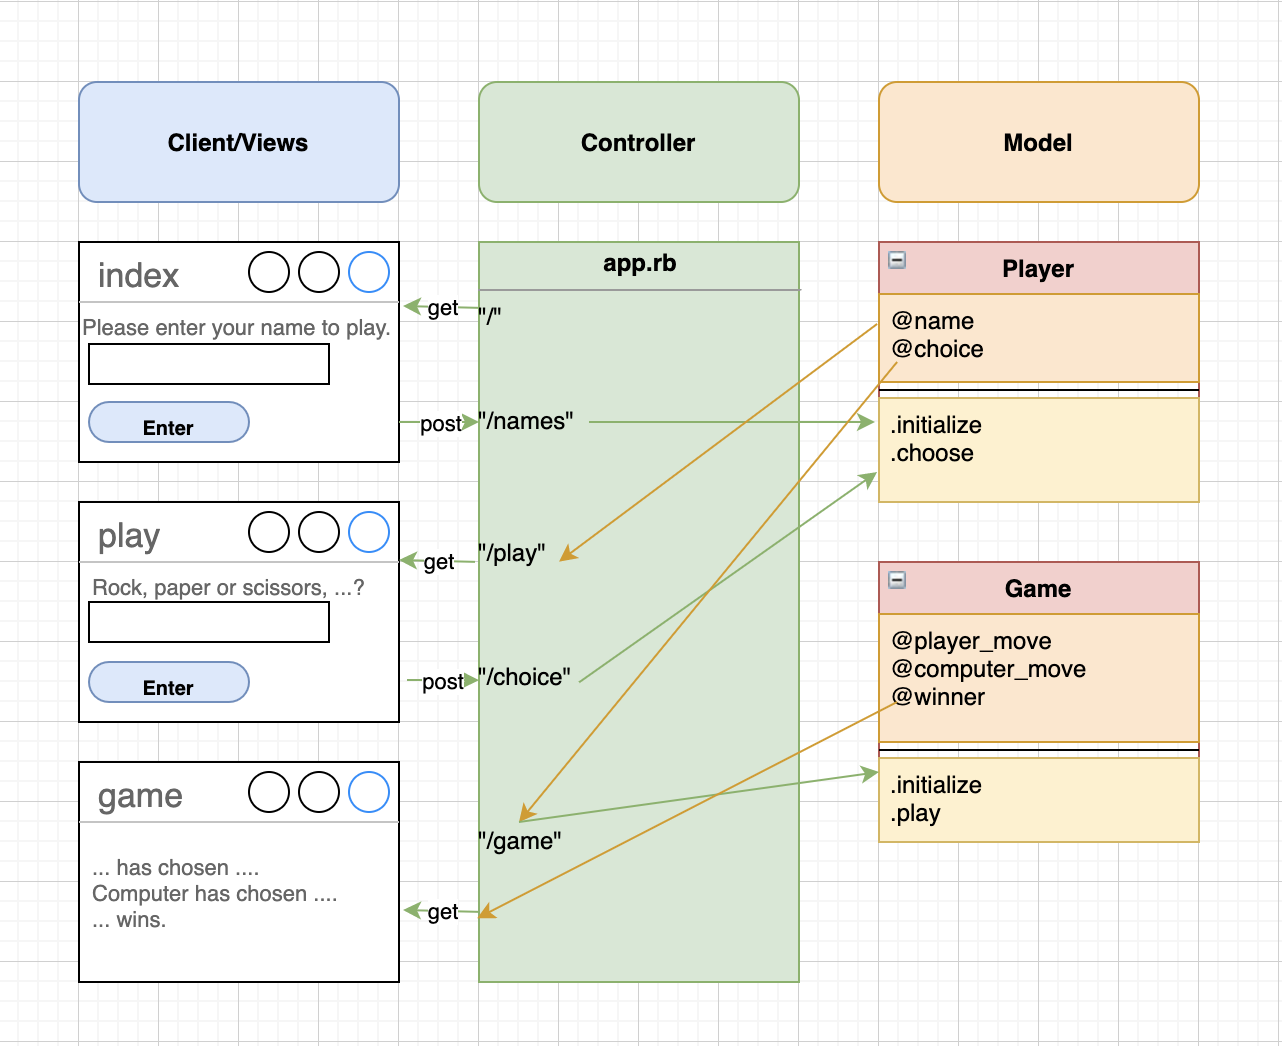 Client/Views
Controller
Model
index
Please enter your name to play.
Enter
play
Rock, paper or scissors, ...?
Enter
game
... has chosen ....
Computer has chosen ....
... wins.
get
post
get
post
get
app.rb
"/"
"/names"
"/play"
"/choice"
"/game"
Player
@name
@choice
.initialize
.choose
Game
@player_move
@computer_move
@winner
.initialize
.play